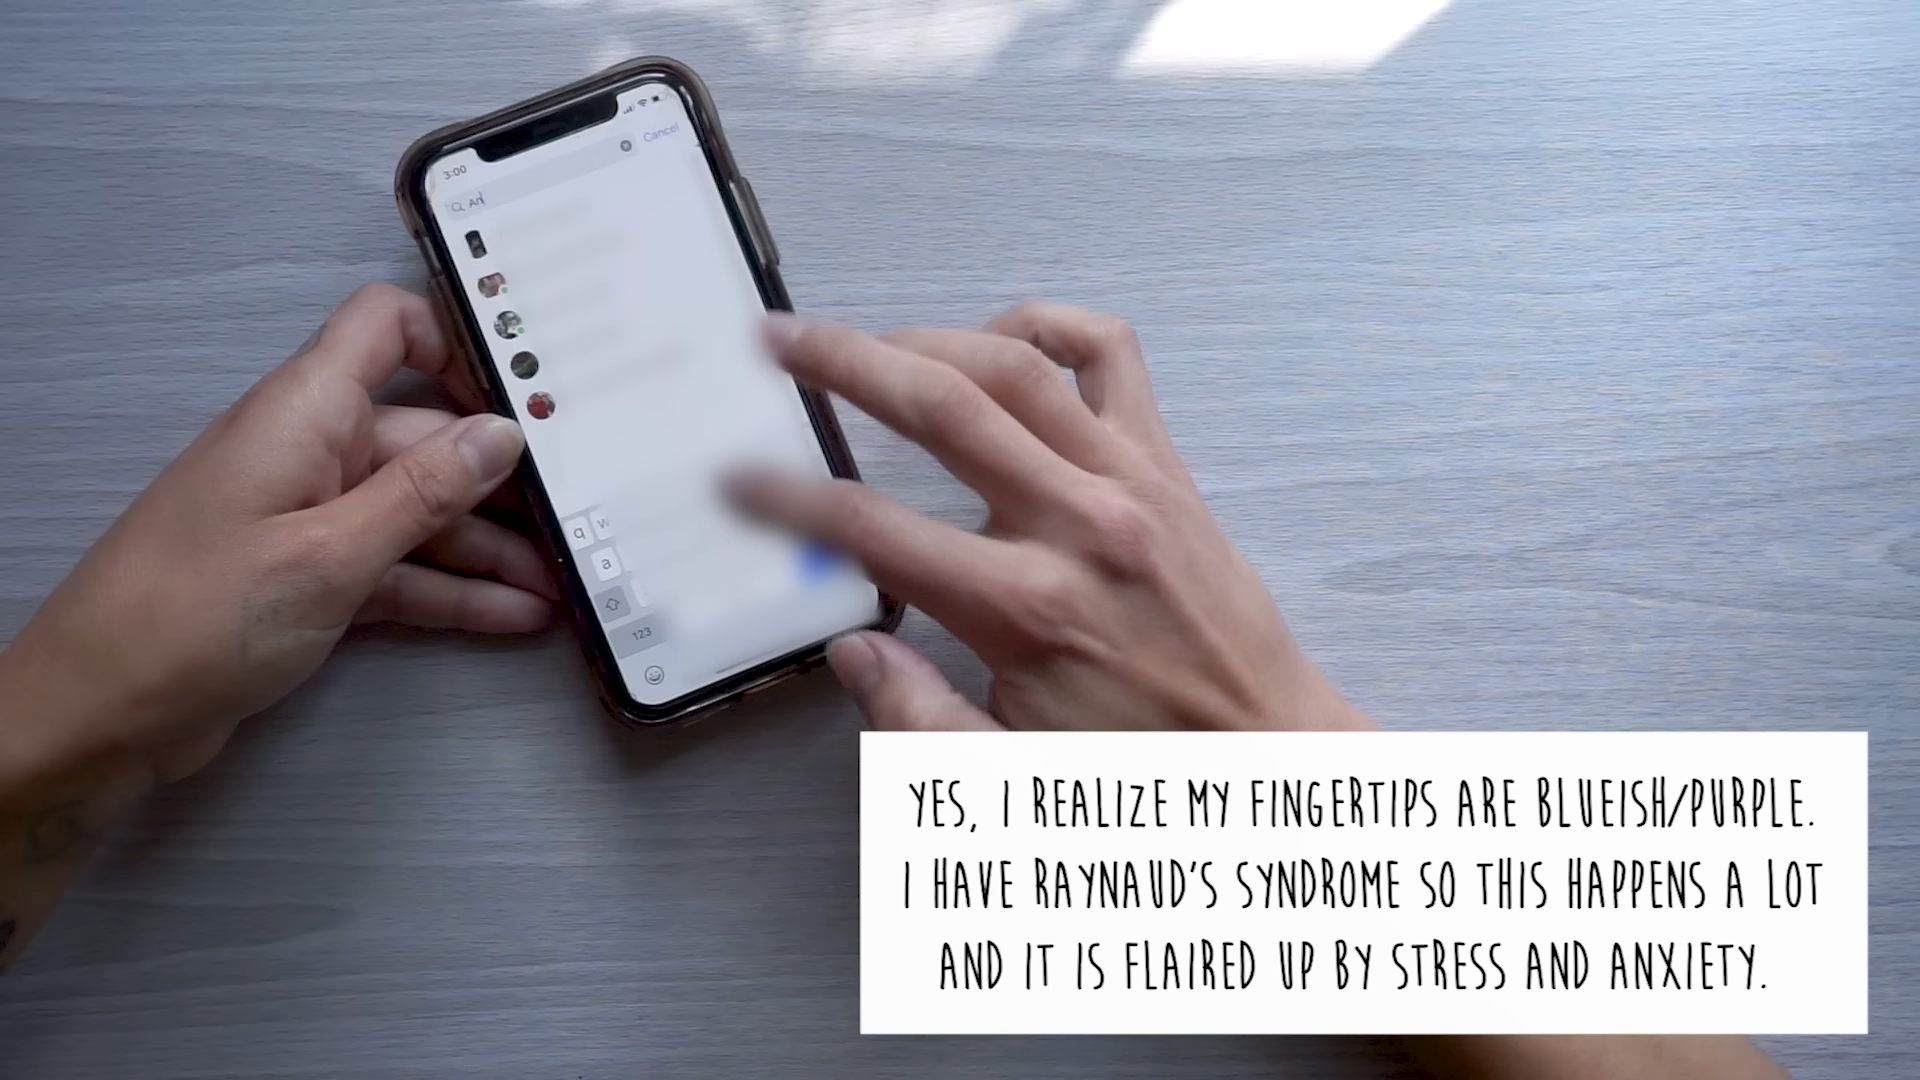 3:00
Cancel
An
q w
a
123
YES, I REALIZE MY FINGERTIPS ARE BLUEISH/PURPLE.
I HAVE RAYNAUD'S SYNDROME SO THIS HAPPENS A LOT
AND IT IS FLAIRED UP BY STRESS AND ANXIETY.